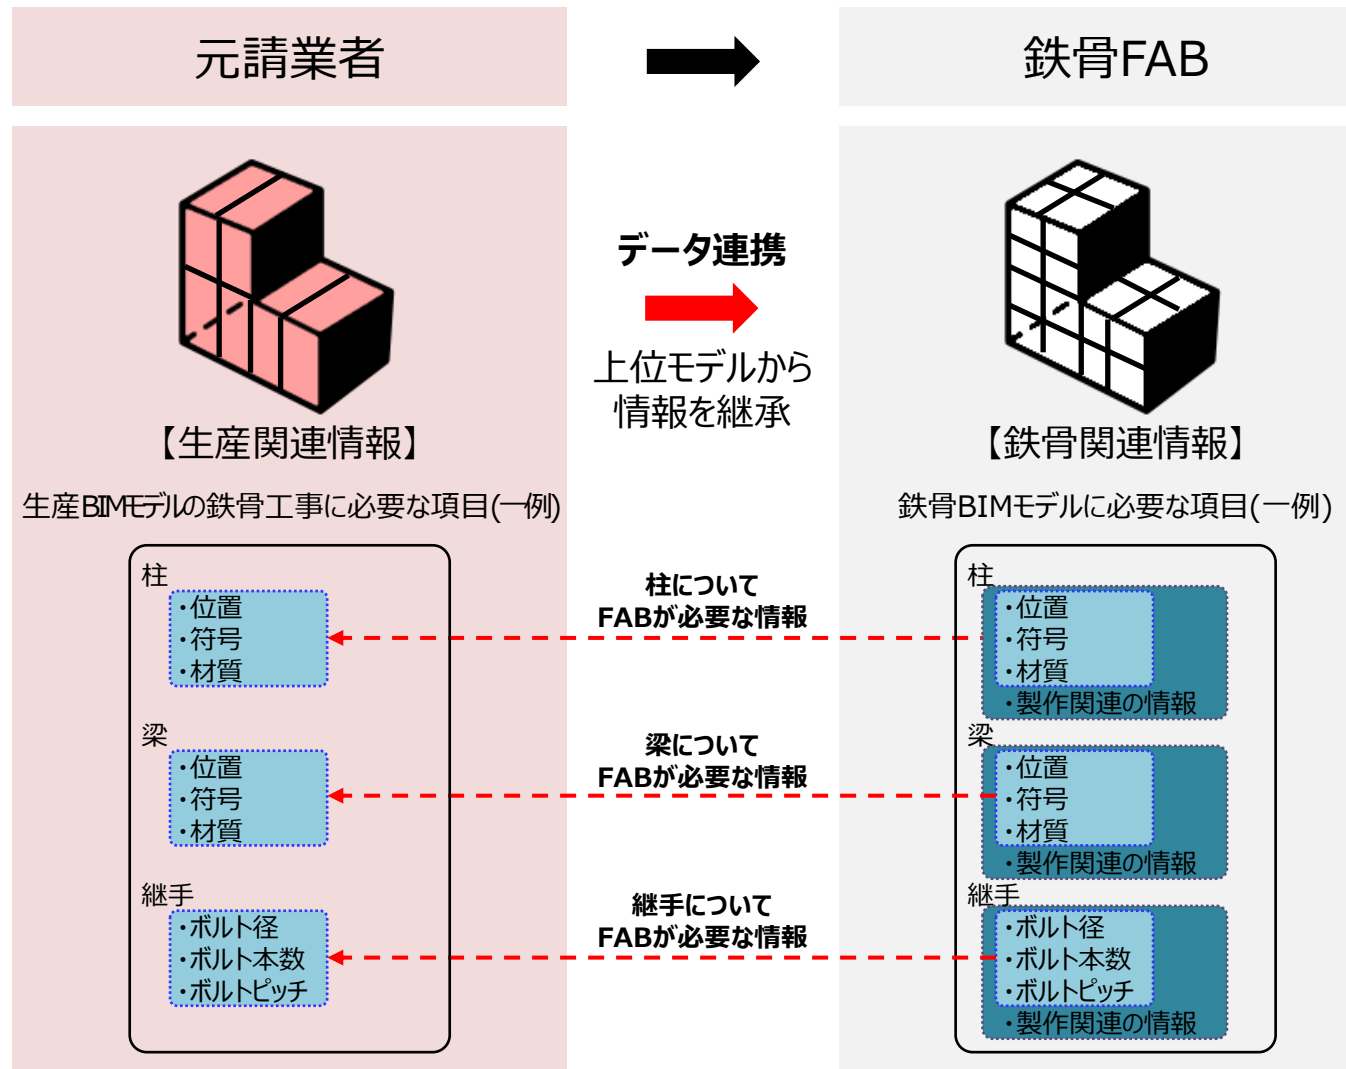 元請業者
鉄骨FAB
データ連携
上位モデルから
情報を継承
【生産関連情報】
【鉄骨関連情報】
生産BIMモデルの鉄骨工事に必要な項目(一例)
鉄骨BIMモデルに必要な項目(一例)
柱
・位置
・符号
・材質
柱について
FABが必要な情報
柱
・位置
・符号
・材質
・製作関連の情報
梁
・位置
・符号
・材質
梁について
FABが必要な情報
梁
・位置
・符号
・材質
・製作関連の情報
継手
・ボルト径
・ボルト本数
・ボルトピッチ
継手について
FABが必要な情報
継手
・ボルト径
・ボルト本数
・ボルトピッチ
・製作関連の情報